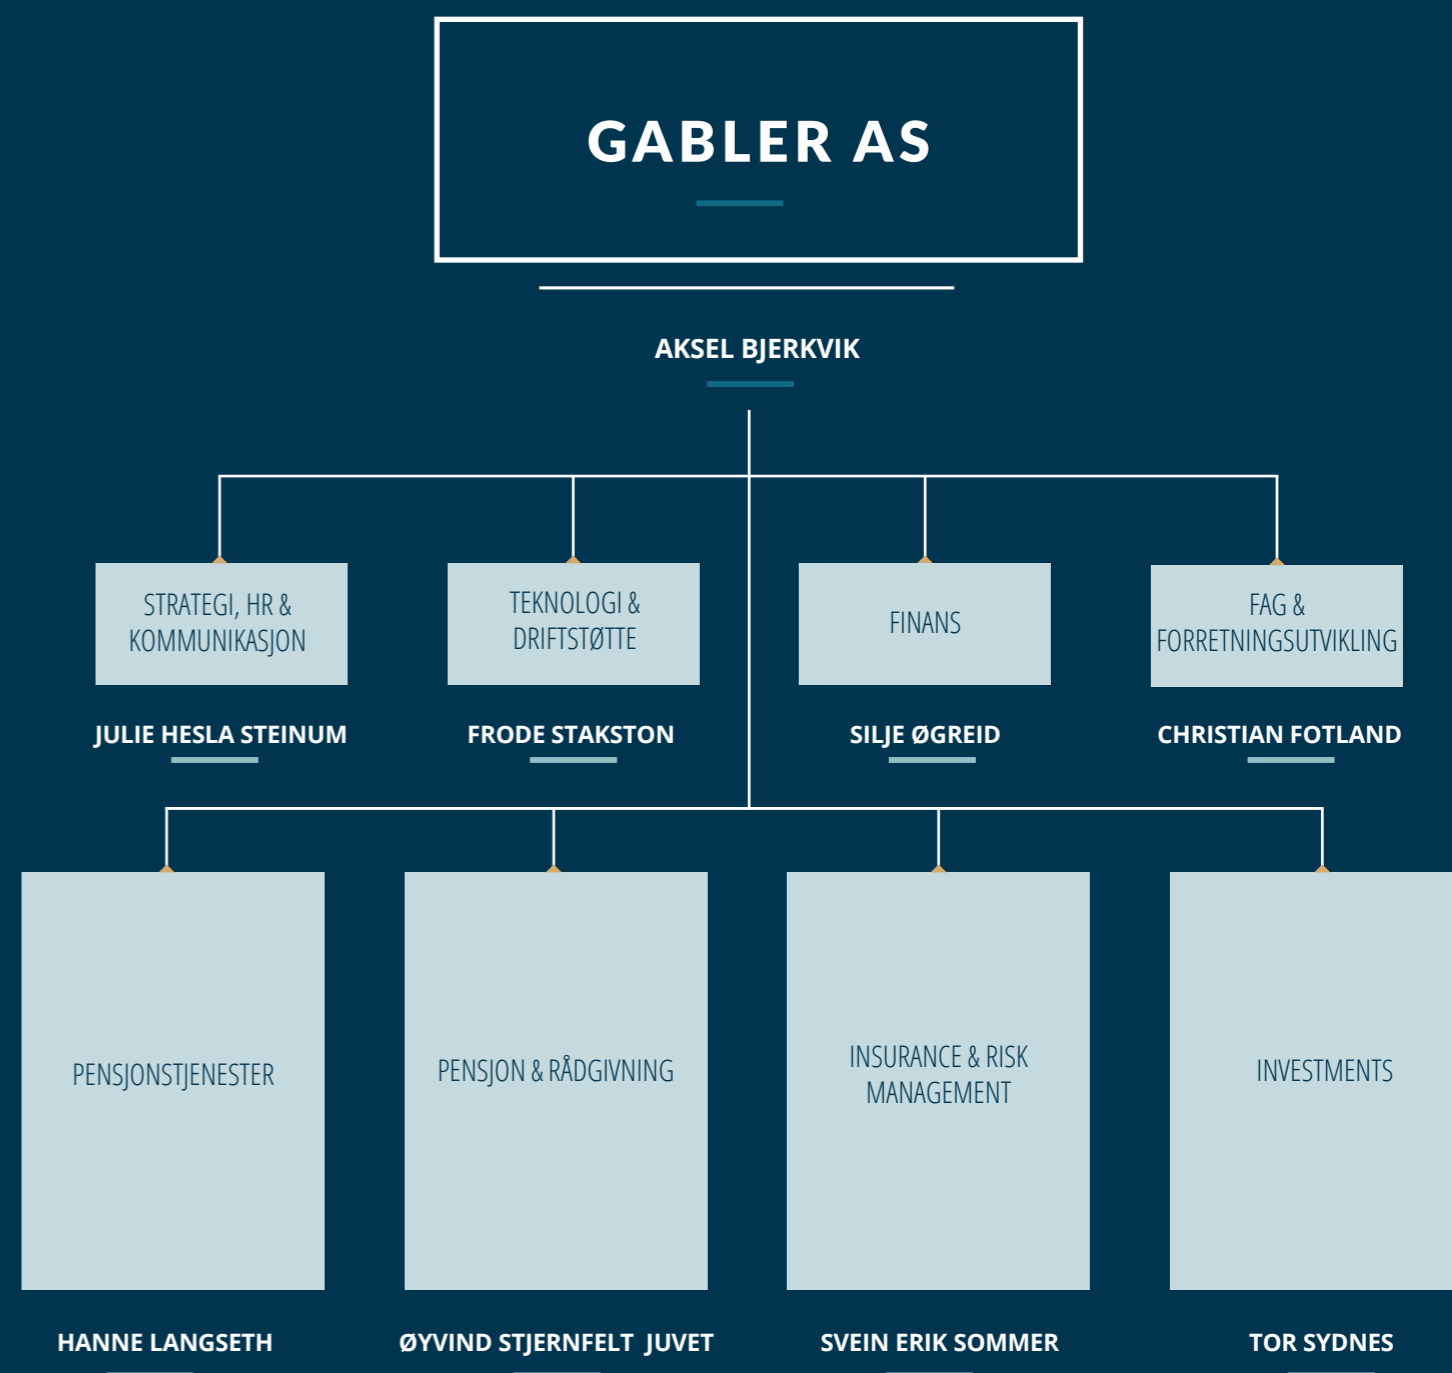 GABLER AS
AKSEL BJERKVIK
STRATEGI, HR &
KOMMUNIKASJON
TEKNOLOGI &
DRIFTSTØTTE
FINANS
FAG &
FORRETNINGSUTVIKLING
JULIE HESLA STEINUM
FRODE STAKSTON
SILJE ØGREID
CHRISTIAN FOTLAND
PENSJONSTJENESTER
PENSJON & RÅDGIVNING
INSURANCE & RISK
MANAGEMENT
INVESTMENTS
HANNE LANGSETH
ØYVIND STJERNFELT JUVET
SVEIN ERIK SOMMER
TOR SYDNES